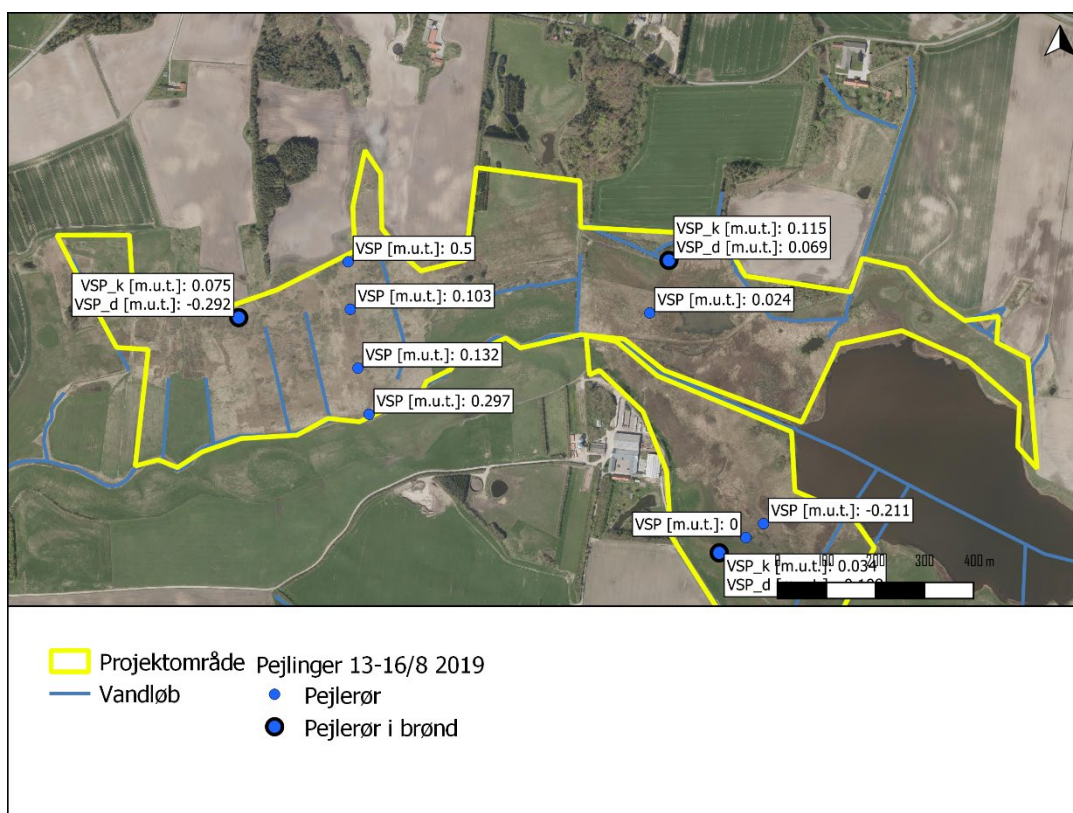 VSP_k [m.u.t.]: 0.115
VSP_d [m.u.t.]: 0.069
VSP [m.u.t.]: 0.5
VSP_k [m.u.t.]: 0.075
VSP_d [m.u.t.]: -0.292
VSP [m.u.t.]: 0.103
VSP [m.u.t.]: 0.024
VSP [m.u.t.]: 0.132
VSP [m.u.t.]: 0.297
VSP [m.u.t.]: 0
VSP [m.u.t.]: -0.211
VSP_k [m.u.t.]: 0.034
VSP_d [m.u.t.]:
0 200 300 400 m
Projektområde
Vandløb
Pejlinger 13-16/8 2019
Pejlerør
Pejlerør i brønd